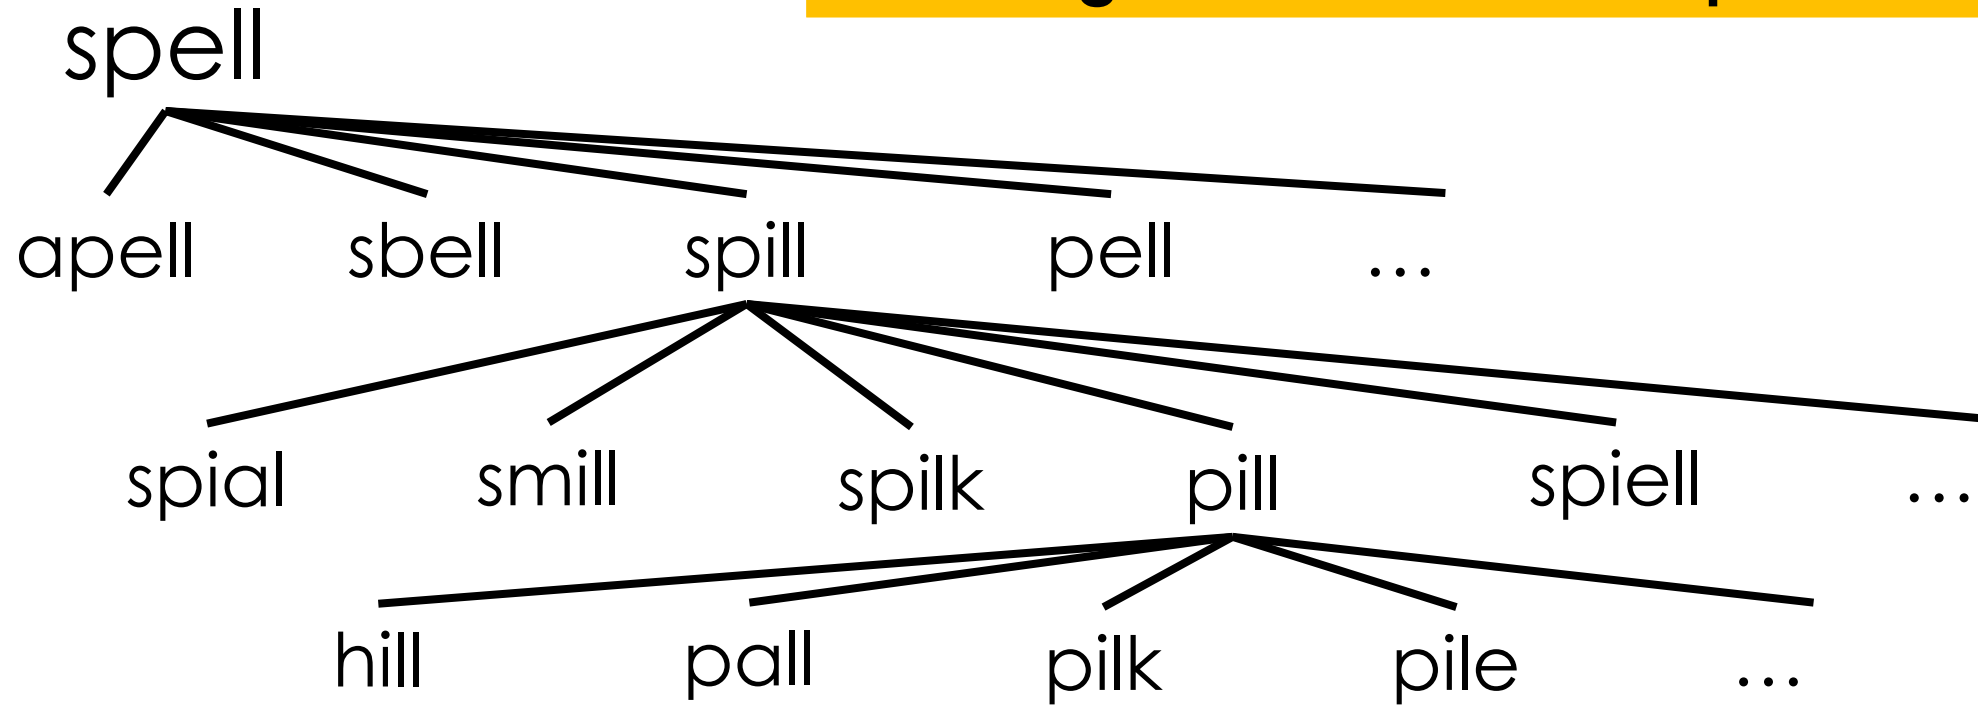 spell
apell sbell spill pell ...
spial smill spilk pill spiell ...
hill pall pilk pile ...